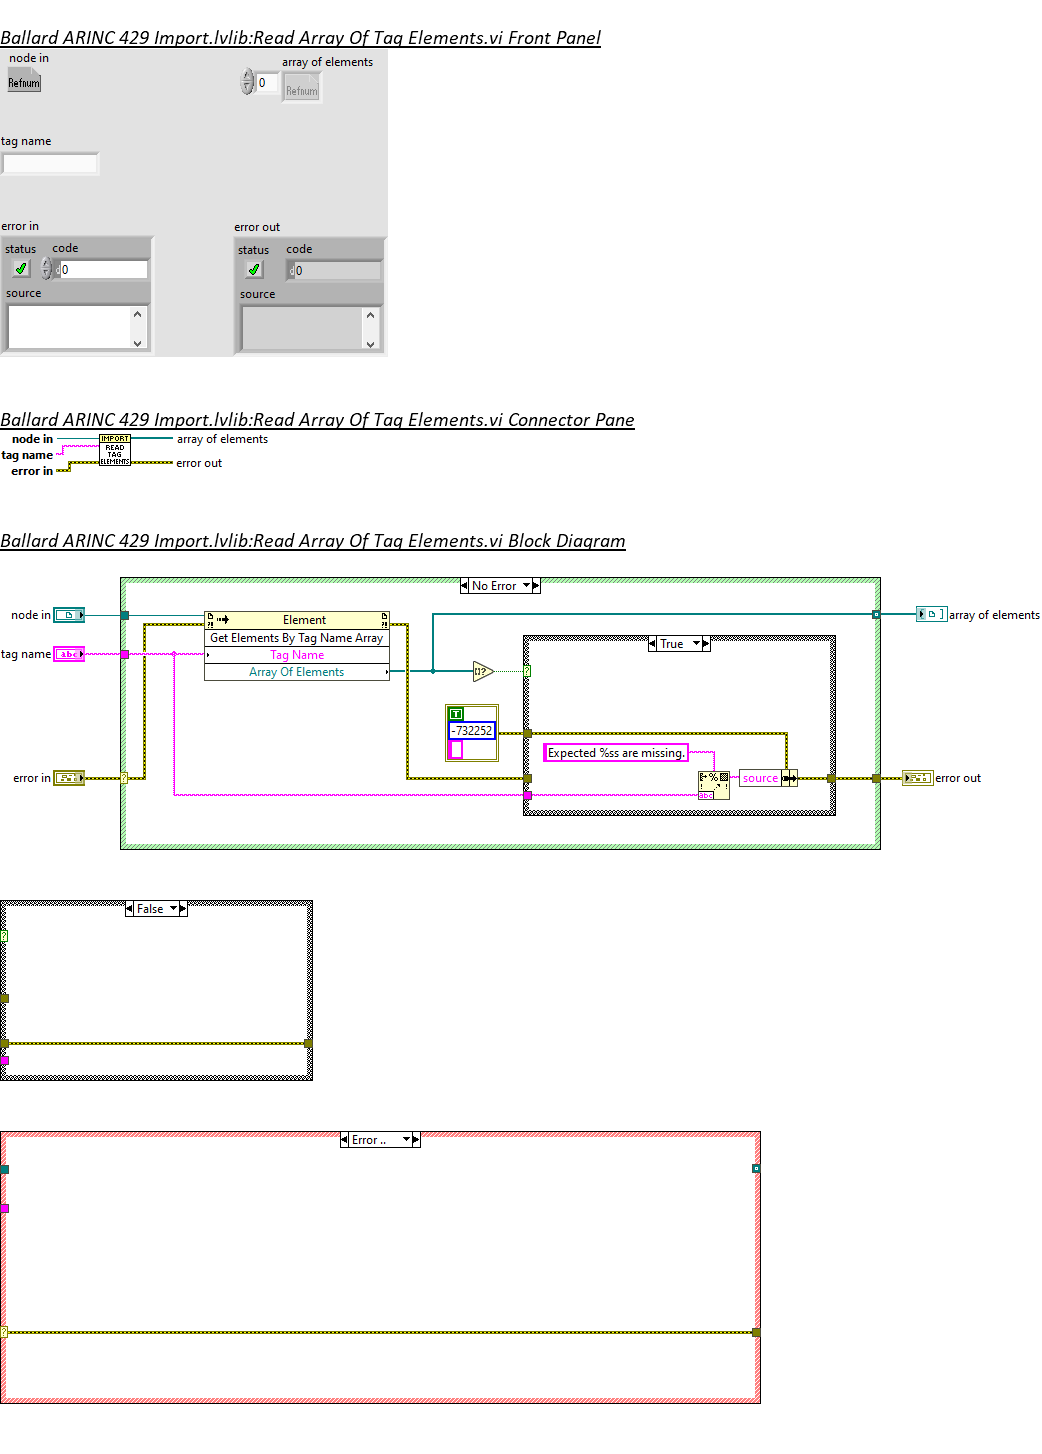 Ballard ARINC 429 Import.lvlib:Read Array Of Tag Elements.vi Front Panel
node in
Refnum
array of elements
0
Refnum
tag name
error in
status
code
d 0
source
error out
status
code
d 0
source
Ballard ARINC 429 Import.lvlib:Read Array Of Tag Elements.vi Connector Pane
node in
tag name
error in
IMPORT
READ
TAG
ELEMENTS
array of elements
error out
Ballard ARINC 429 Import.lvlib:Read Array Of Tag Elements.vi Block Diagram
No Error
node in
tag name
abc
error in
Element
Get Elements By Tag Name Array
Tag Name
Array Of Elements
?
T
-732252
True
?
Expected %ss are missing.
%
abc
source
array of elements
error out
?
False
?
Error ..
?